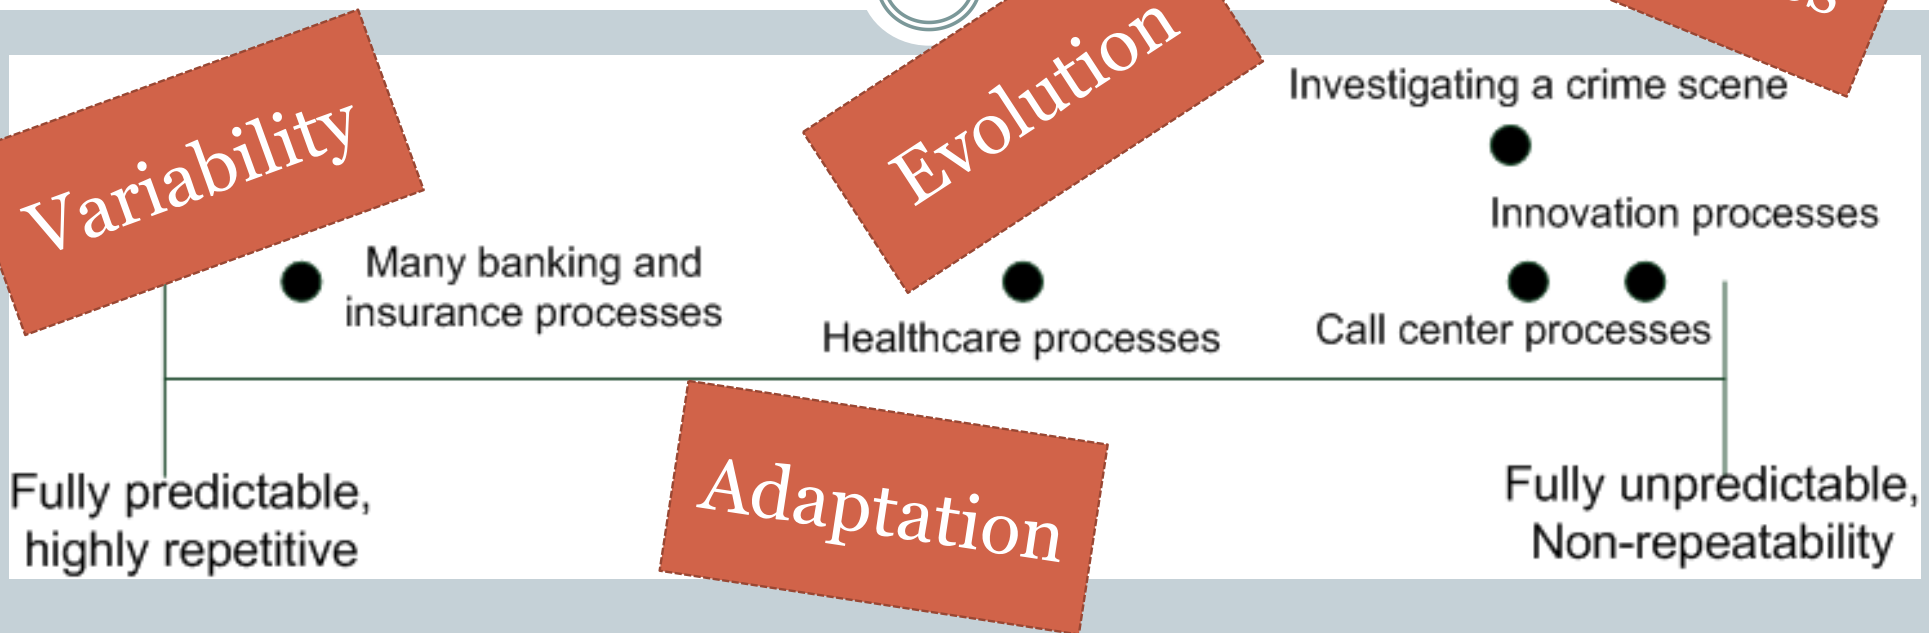 Variability
Evolution
Investigating a crime scene
Innovation processes
Many banking and
insurance processes
Healthcare processes
Call center processes
Adaptation
Fully predictable,
highly repetitive
Fully unpredictable,
Non-repeatability